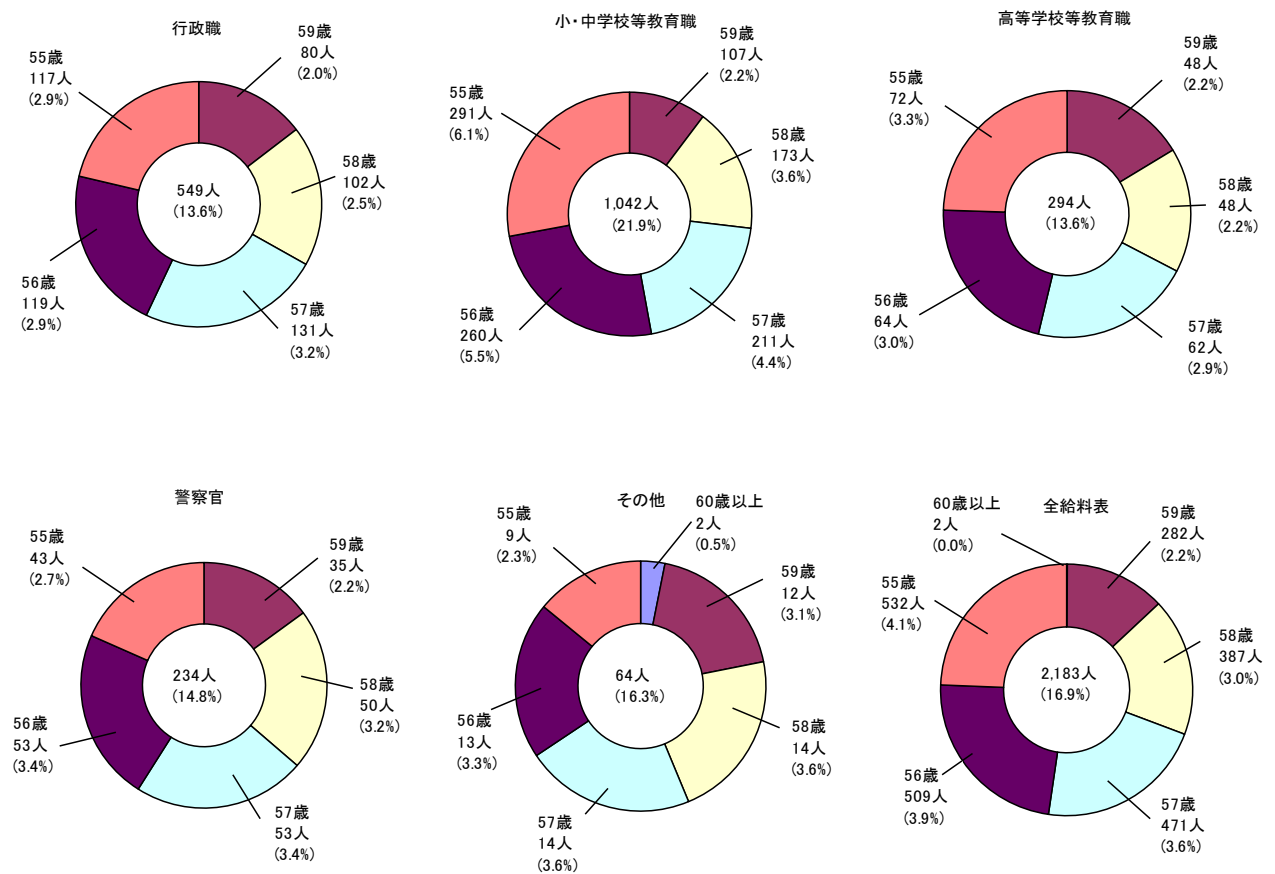 行政職
59歳
80人
(2.0%)
58歳
102人
(2.5%)
57歳
131人
(3.2%)
56歳
119人
(2.9%)
55歳
117人
(2.9%)
549人
(13.6%)
小・中学校等教育職
59歳
107人
(2.2%)
58歳
173人
(3.6%)
57歳
211人
(4.4%)
56歳
260人
(5.5%)
55歳
291人
(6.1%)
1,042人
(21.9%)
高等学校等教育職
59歳
48人
(2.2%)
58歳
48人
(2.2%)
57歳
62人
(2.9%)
56歳
64人
(3.0%)
55歳
72人
(3.3%)
294人
(13.6%)
警察官
59歳
35人
(2.2%)
58歳
50人
(3.2%)
57歳
53人
(3.4%)
56歳
53人
(3.4%)
55歳
43人
(2.7%)
234人
(14.8%)
その他
60歳以上
2人
(0.5%)
59歳
12人
(3.1%)
58歳
14人
(3.6%)
57歳
14人
(3.6%)
56歳
13人
(3.3%)
55歳
9人
(2.3%)
64人
(16.3%)
全給料表
60歳以上
2人
(0.0%)
59歳
282人
(2.2%)
58歳
387人
(3.0%)
57歳
471人
(3.6%)
56歳
509人
(3.9%)
55歳
532人
(4.1%)
2,183人
(16.9%)